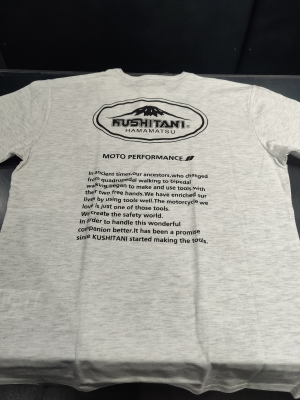 KUSHITANI®
HAMAMATSU
MOTO PERFORMANCE
In ancient times,our ancestors,who changed
from quadrupedal walking to bipedal
walking,began to make and use tools with
their two free hands.We have enriched our
lives by using tools well.The motorcycle we
love is just one of those tools.
We create the safety world.
In order to handle this wonderful
companion better.It has been a promise
since KUSHITANI started making the tools.